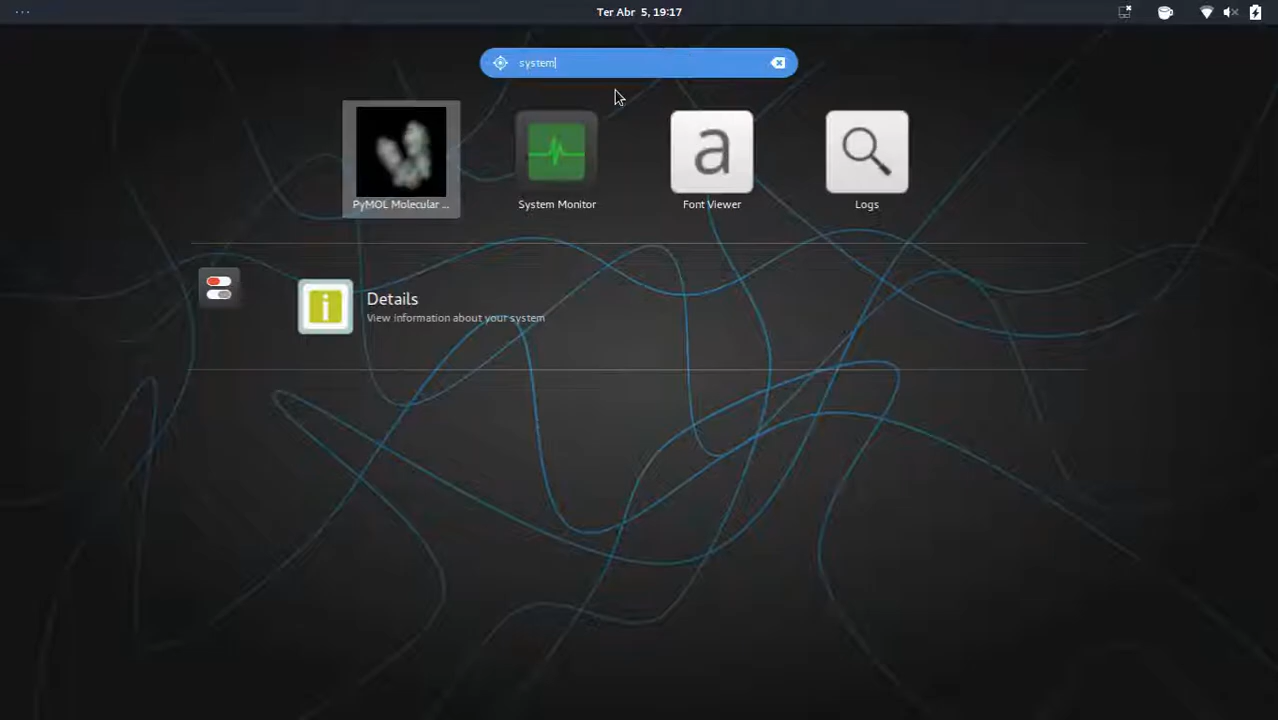 Ter Abr 5, 19:17
system
PyMOL Molecular ...
System Monitor
Font Viewer
Logs
Details
View information about your system